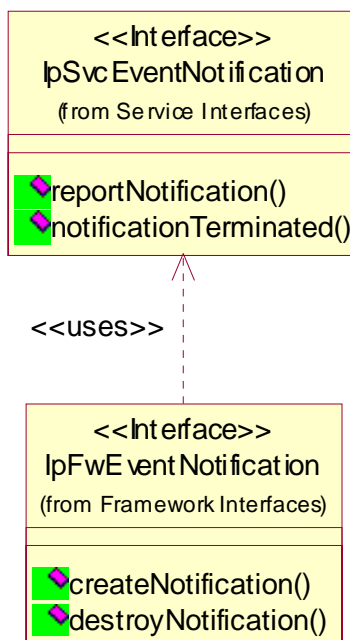 <<Interface>>
IpSvcEventNotification
(from Service Interfaces)
reportNotification()
notificationTerminated()
<<uses>>
<<Interface>>
IpFwEventNotification
(from Framework Interfaces)
createNotification()
destroyNotification()